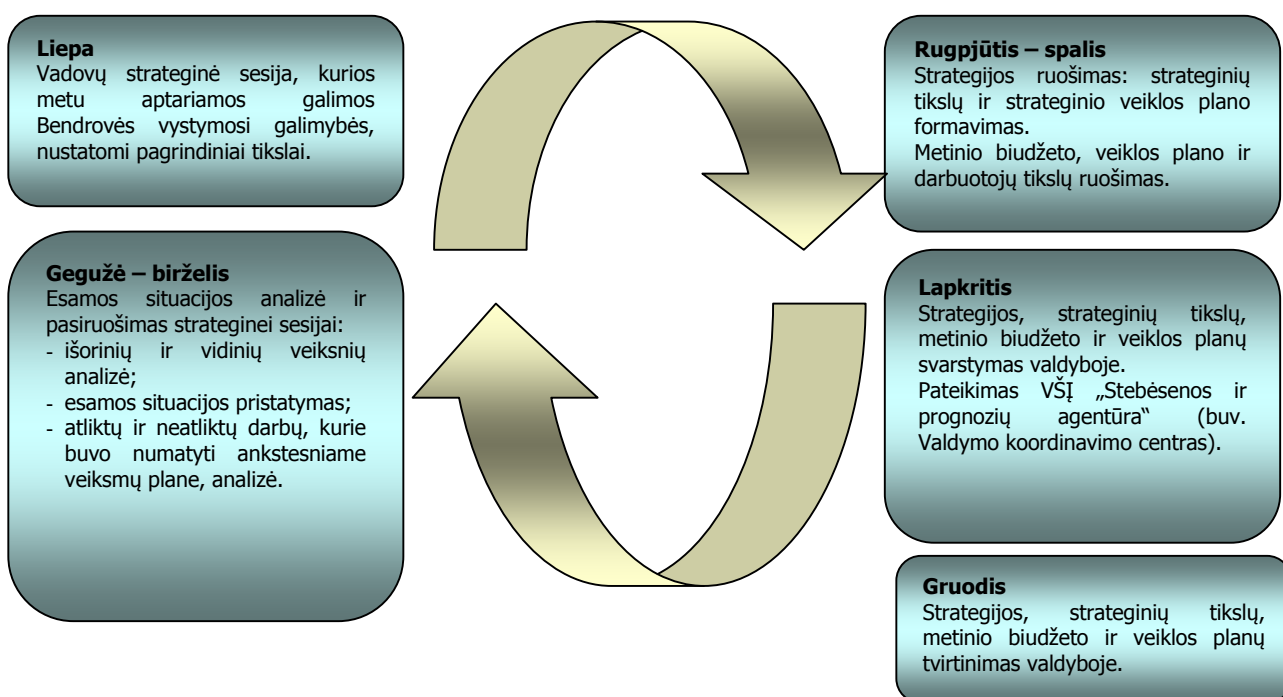 Liepa
Vadovų strateginė sesija, kurios
metu aptariamos galimos
Bendrovės vystymosi galimybės,
nustatomi pagrindiniai tikslai.
Rugpjūtis – spalis
Strategijos ruošimas: strateginių
tikslų ir strateginio veiklos plano
formavimas.
Metinio biudžeto, veiklos plano ir
darbuotojų tikslų ruošimas.
Gegužė – birželis
Esamos situacijos analizė ir
pasiruošimas strateginei sesijai:
- išorinių ir vidinių veiksnių
analizė;
- esamos situacijos pristatymas;
- atliktų ir neatliktų darbų, kurie
buvo numatyti ankstesniame
veiksmų plane, analizė.
Lapkritis
Strategijos, strateginių tikslų,
metinio biudžeto ir veiklos planų
svarstymas valdyboje.
Pateikimas VŠĮ „Stebėsenos ir
prognozių agentūra“ (buv.
Valdymo koordinavimo centras).
Gruodis
Strategijos, strateginių tikslų,
metinio biudžeto ir veiklos planų
tvirtinimas valdyboje.